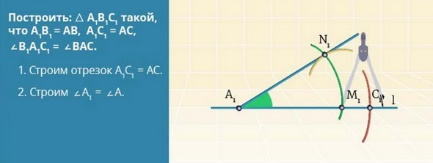 Построить: △ A₁B₁C₁ такой,
что A₁B₁ = AB, A₁C₁ = AC,
∠B₁A₁C₁ = ∠BAC.
1. Строим отрезок A₁C₁ = AC.
2. Строим ∠A₁ = ∠A.
N₁
A₁
M₁ C₁ l